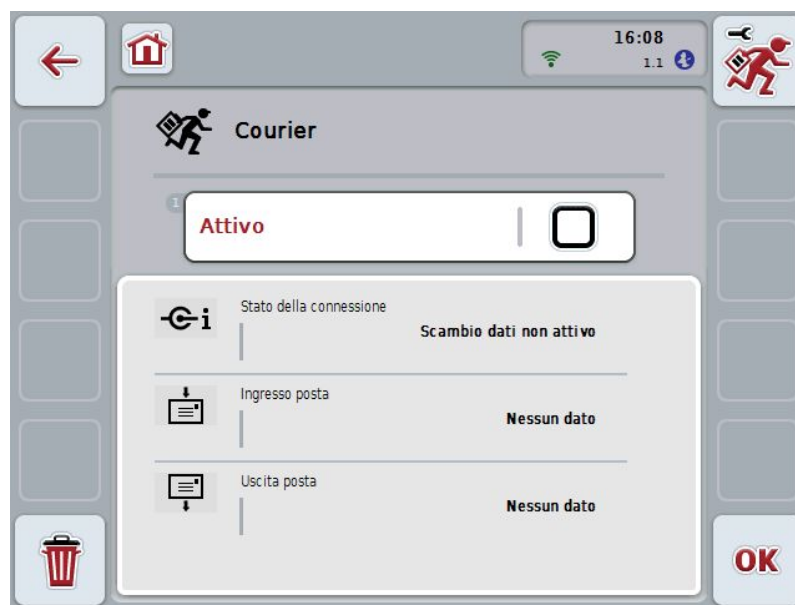 16:08
1.1
Courier
1
Attivo
Stato della connessione
Scambio dati non attivo
Ingresso posta
Nessun dato
Uscita posta
Nessun dato
OK